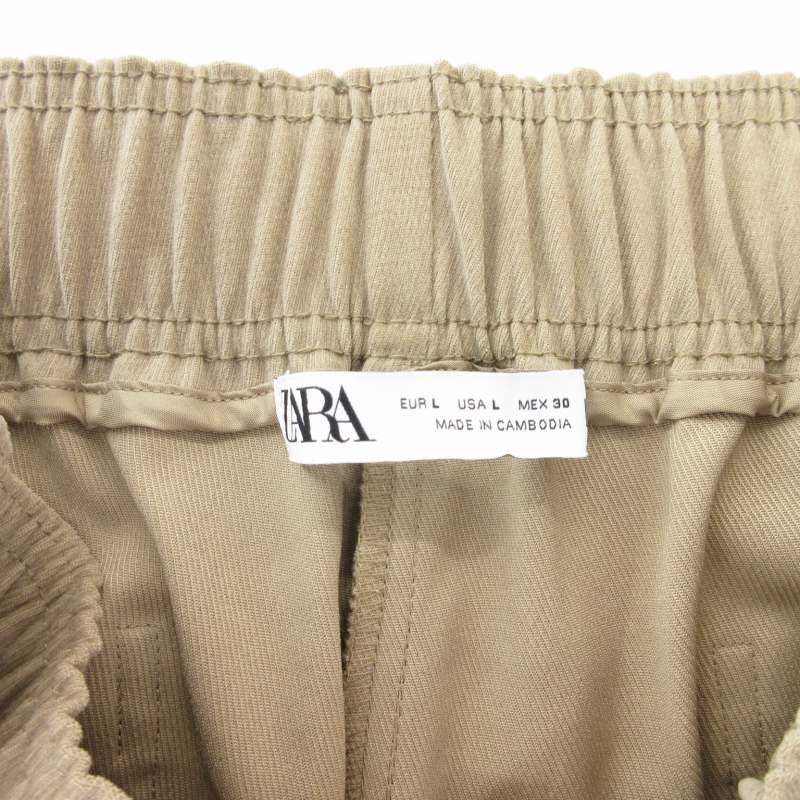 ZARA
EUR L USA L MEX 30
MADE IN CAMBODIA